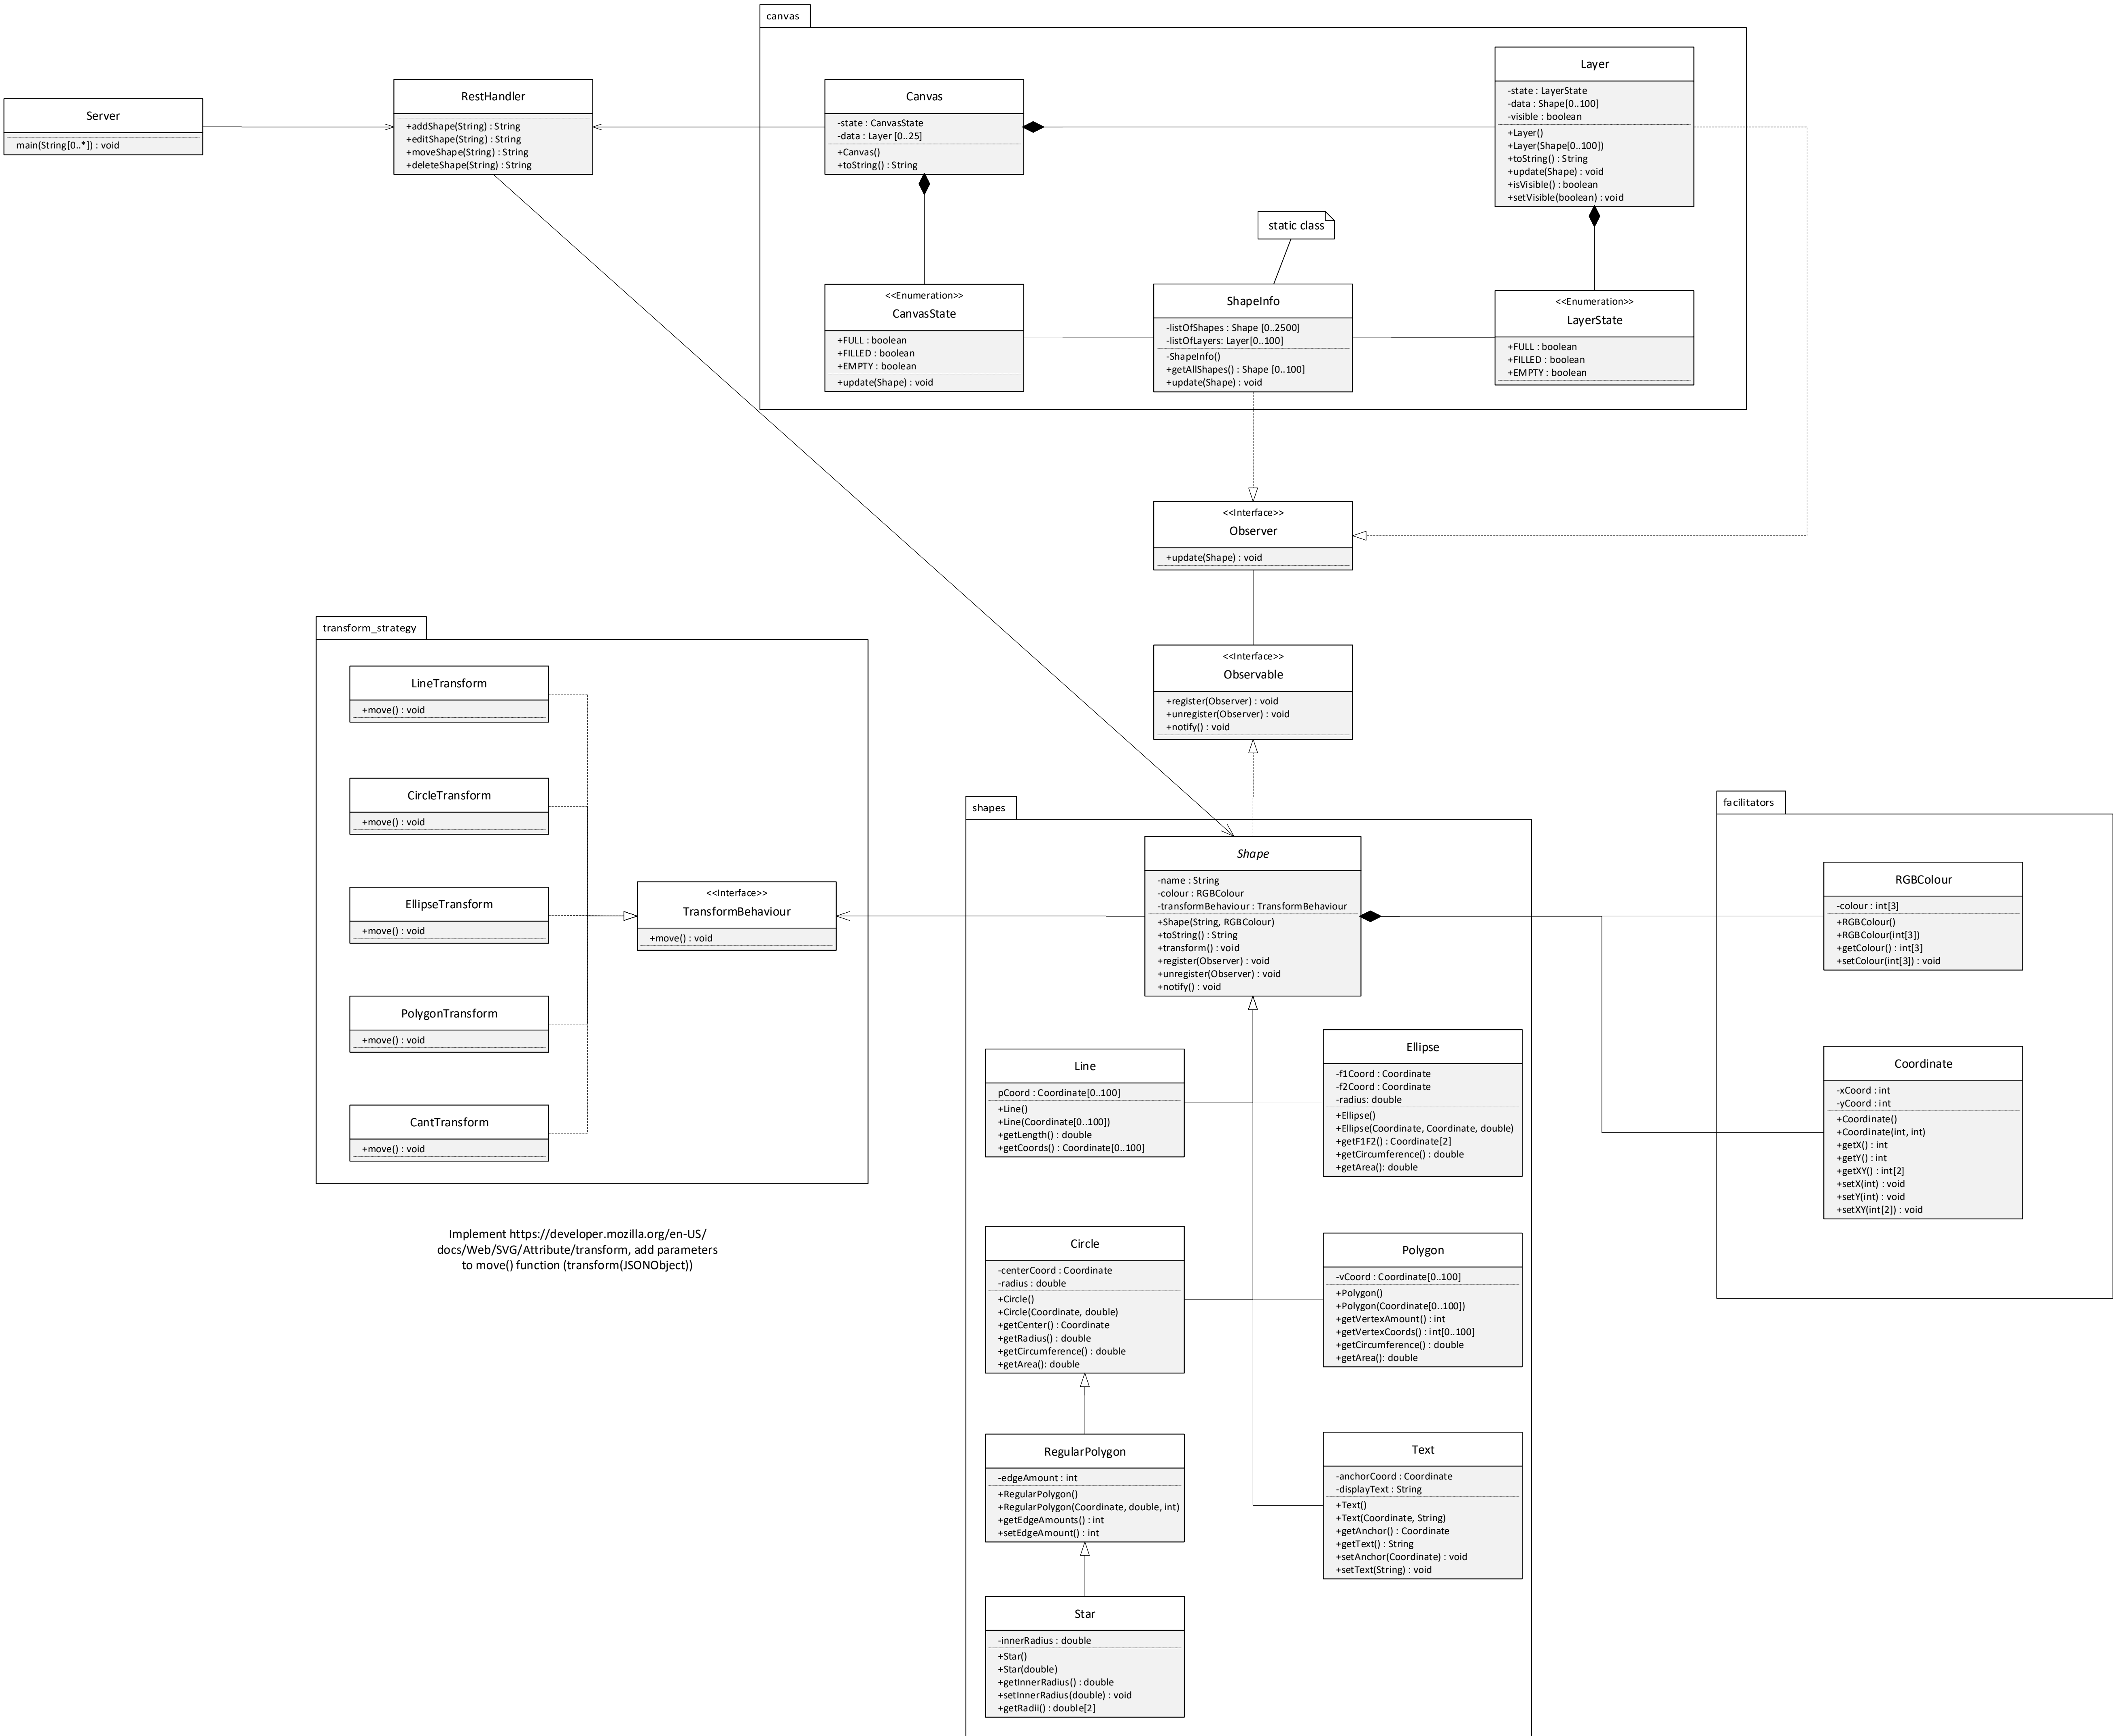 canvas
Server
main(String[0..*]) : void
RestHandler
+addShape(String) : String
+editShape(String) : String
+moveShape(String) : String
+deleteShape(String) : String
Canvas
-state : CanvasState
-data : Layer [0..25]
+Canvas()
+toString() : String
Layer
-state : LayerState
-data : Shape[0..100]
-visible : boolean
+Layer()
+Layer(Shape[0..100])
+toString() : String
+update(Shape) : void
+isVisible() : boolean
+setVisible(boolean) : void
static class
<<Enumeration>>
CanvasState
+FULL : boolean
+FILLED : boolean
+EMPTY : boolean
+update(Shape) : void
ShapeInfo
-listOfShapes : Shape [0..2500]
-listOfLayers: Layer[0..100]
-ShapeInfo()
+getAllShapes() : Shape [0..100]
+update(Shape) : void
<<Enumeration>>
LayerState
+FULL : boolean
+FILLED : boolean
+EMPTY : boolean
<<Interface>>
Observer
+update(Shape) : void
<<Interface>>
Observable
+register(Observer) : void
+unregister(Observer) : void
+notify() : void
transform_strategy
LineTransform
+move() : void
CircleTransform
+move() : void
EllipseTransform
+move() : void
PolygonTransform
+move() : void
CantTransform
+move() : void
<<Interface>>
TransformBehaviour
+move() : void
Implement https://developer.mozilla.org/en-US/
docs/Web/SVG/Attribute/transform, add parameters
to move() function (transform(JSONObject))
shapes
Shape
-name : String
-colour : RGBColour
-transformBehaviour : TransformBehaviour
+Shape(String, RGBColour)
+toString() : String
+transform() : void
+register(Observer) : void
+unregister(Observer) : void
+notify() : void
Line
pCoord : Coordinate[0..100]
+Line()
+Line(Coordinate[0..100])
+getLength() : double
+getCoords() : Coordinate[0..100]
Ellipse
-f1Coord : Coordinate
-f2Coord : Coordinate
-radius: double
+Ellipse()
+Ellipse(Coordinate, Coordinate, double)
+getF1F2() : Coordinate[2]
+getCircumference() : double
+getArea(): double
Circle
-centerCoord : Coordinate
-radius : double
+Circle()
+Circle(Coordinate, double)
+getCenter() : Coordinate
+getRadius() : double
+getCircumference() : double
+getArea(): double
Polygon
-vCoord : Coordinate[0..100]
+Polygon()
+Polygon(Coordinate[0..100])
+getVertexAmount() : int
+getVertexCoords() : int[0..100]
+getCircumference() : double
+getArea(): double
RegularPolygon
-edgeAmount : int
+RegularPolygon()
+RegularPolygon(Coordinate, double, int)
+getEdgeAmounts() : int
+setEdgeAmount() : int
Text
-anchorCoord : Coordinate
-displayText : String
+Text()
+Text(Coordinate, String)
+getAnchor() : Coordinate
+getText() : String
+setAnchor(Coordinate) : void
+setText(String) : void
Star
-innerRadius : double
+Star()
+Star(double)
+getInnerRadius() : double
+setInnerRadius(double) : void
+getRadii() : double[2]
facilitators
RGBColour
-colour : int[3]
+RGBColour()
+RGBColour(int[3])
+getColour() : int[3]
+setColour(int[3]) : void
Coordinate
-xCoord : int
-yCoord : int
+Coordinate()
+Coordinate(int, int)
+getX() : int
+getY() : int
+getXY() : int[2]
+setX(int) : void
+setY(int) : void
+setXY(int[2]) : void